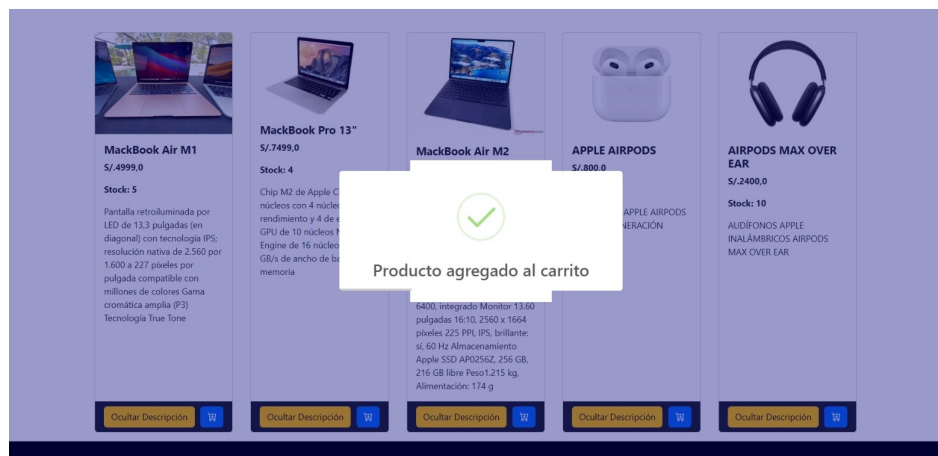 MackBook Air M1
S/.4999,0
Stock: 5
Pantalla retroiluminada por
LED de 13,3 pulgadas (en
diagonal) con tecnología IPS;
resolución nativa de 2.560 por
1.600 a 227 píxeles por
pulgada compatible con
millones de colores Gama
cromática amplia (P3)
Tecnología True Tone
Ocultar Descripción
MackBook Pro 13"
S/.7499,0
Stock: 4
Chip M2 de Apple
núcleos con 4
rendimiento y 4 de
GPU de 10 núcleos
Engine de 16
GB/s de ancho de
memoria
Ocultar Descripción
MackBook Air M2
6400, integrado Monitor 13.60
pulgadas 16:10, 2560 x 1664
píxeles 225 PPI, IPS, brillante:
sí, 60 Hz Almacenamiento
Apple SSD AP0256Z, 256 GB,
216 GB libre Peso1.215 kg,
Alimentación: 174 g
Ocultar Descripción
APPLE AIRPODS
S/.800,0
APPLE AIRPODS
Ocultar Descripción
AIRPODS MAX OVER
EAR
S/.2400,0
Stock: 10
AUDÍFONOS APPLE
INALÁMBRICOS AIRPODS
MAX OVER EAR
Ocultar Descripción
Producto agregado al carrito